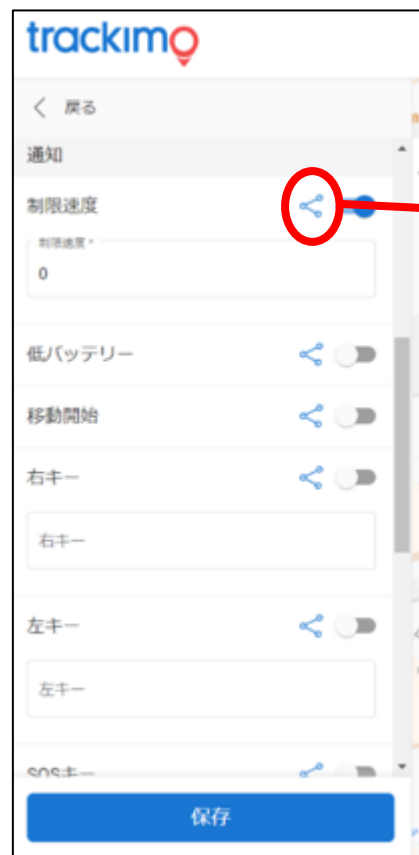 trackimo
戻る
通知
制限速度
制限速度 *
0
低バッテリー
移動開始
右キー
右キー
左キー
左キー
SOSキー
保存